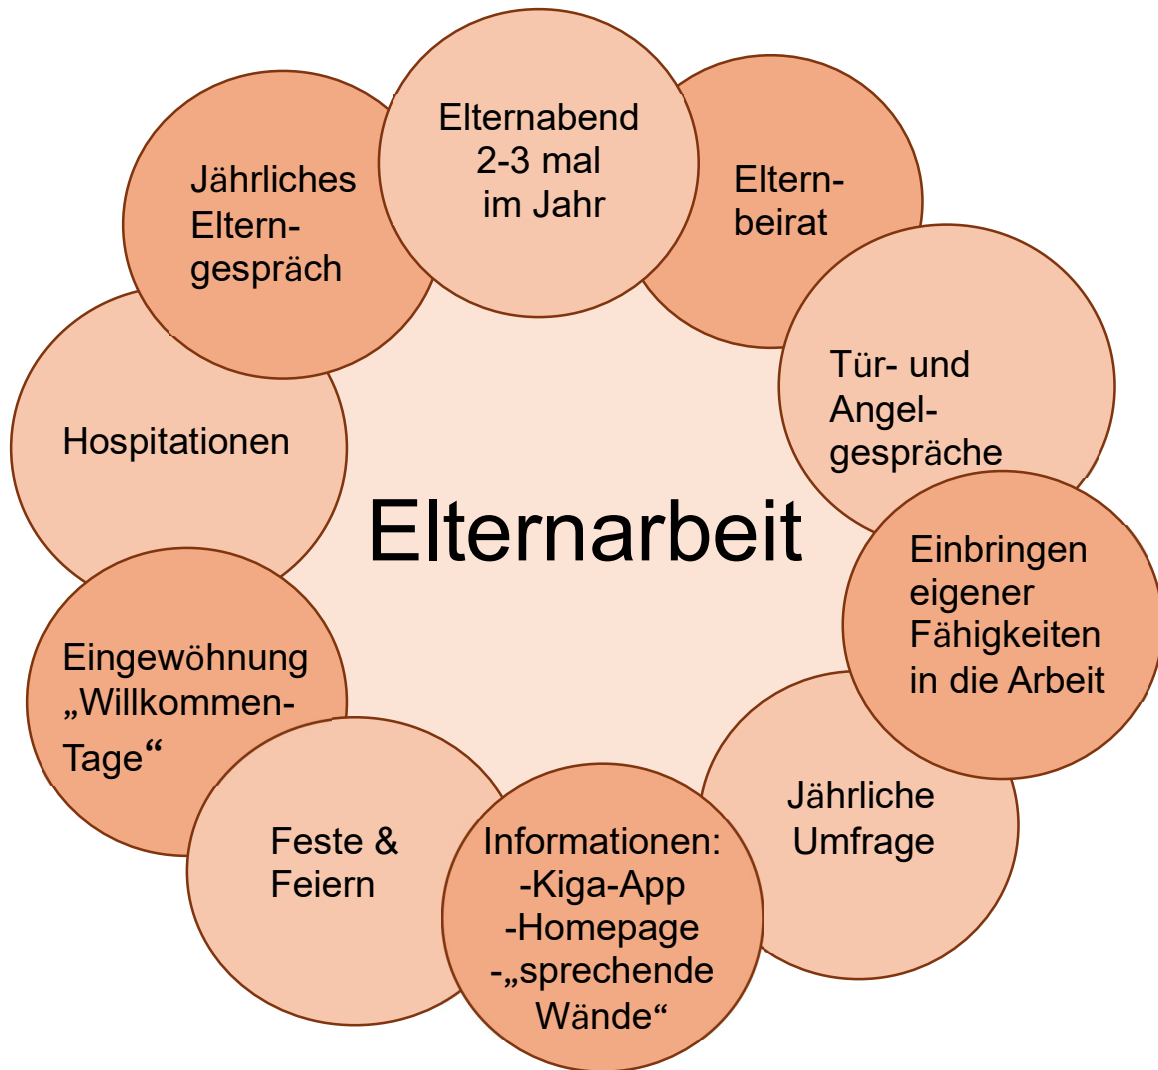 Elternabend
2-3 mal
im Jahr
Eltern-
beirat
Tür- und
Angel-
gespräche
Einbringen
eigener
Fähigkeiten
in die Arbeit
Jährliche
Umfrage
Informationen:
-Kiga-App
-Homepage
-„sprechende
Wände“
Feste &
Feiern
Eingewöhnung
„Willkommen-
Tage“
Hospitationen
Jährliches
Eltern-
gespräch
Elternarbeit